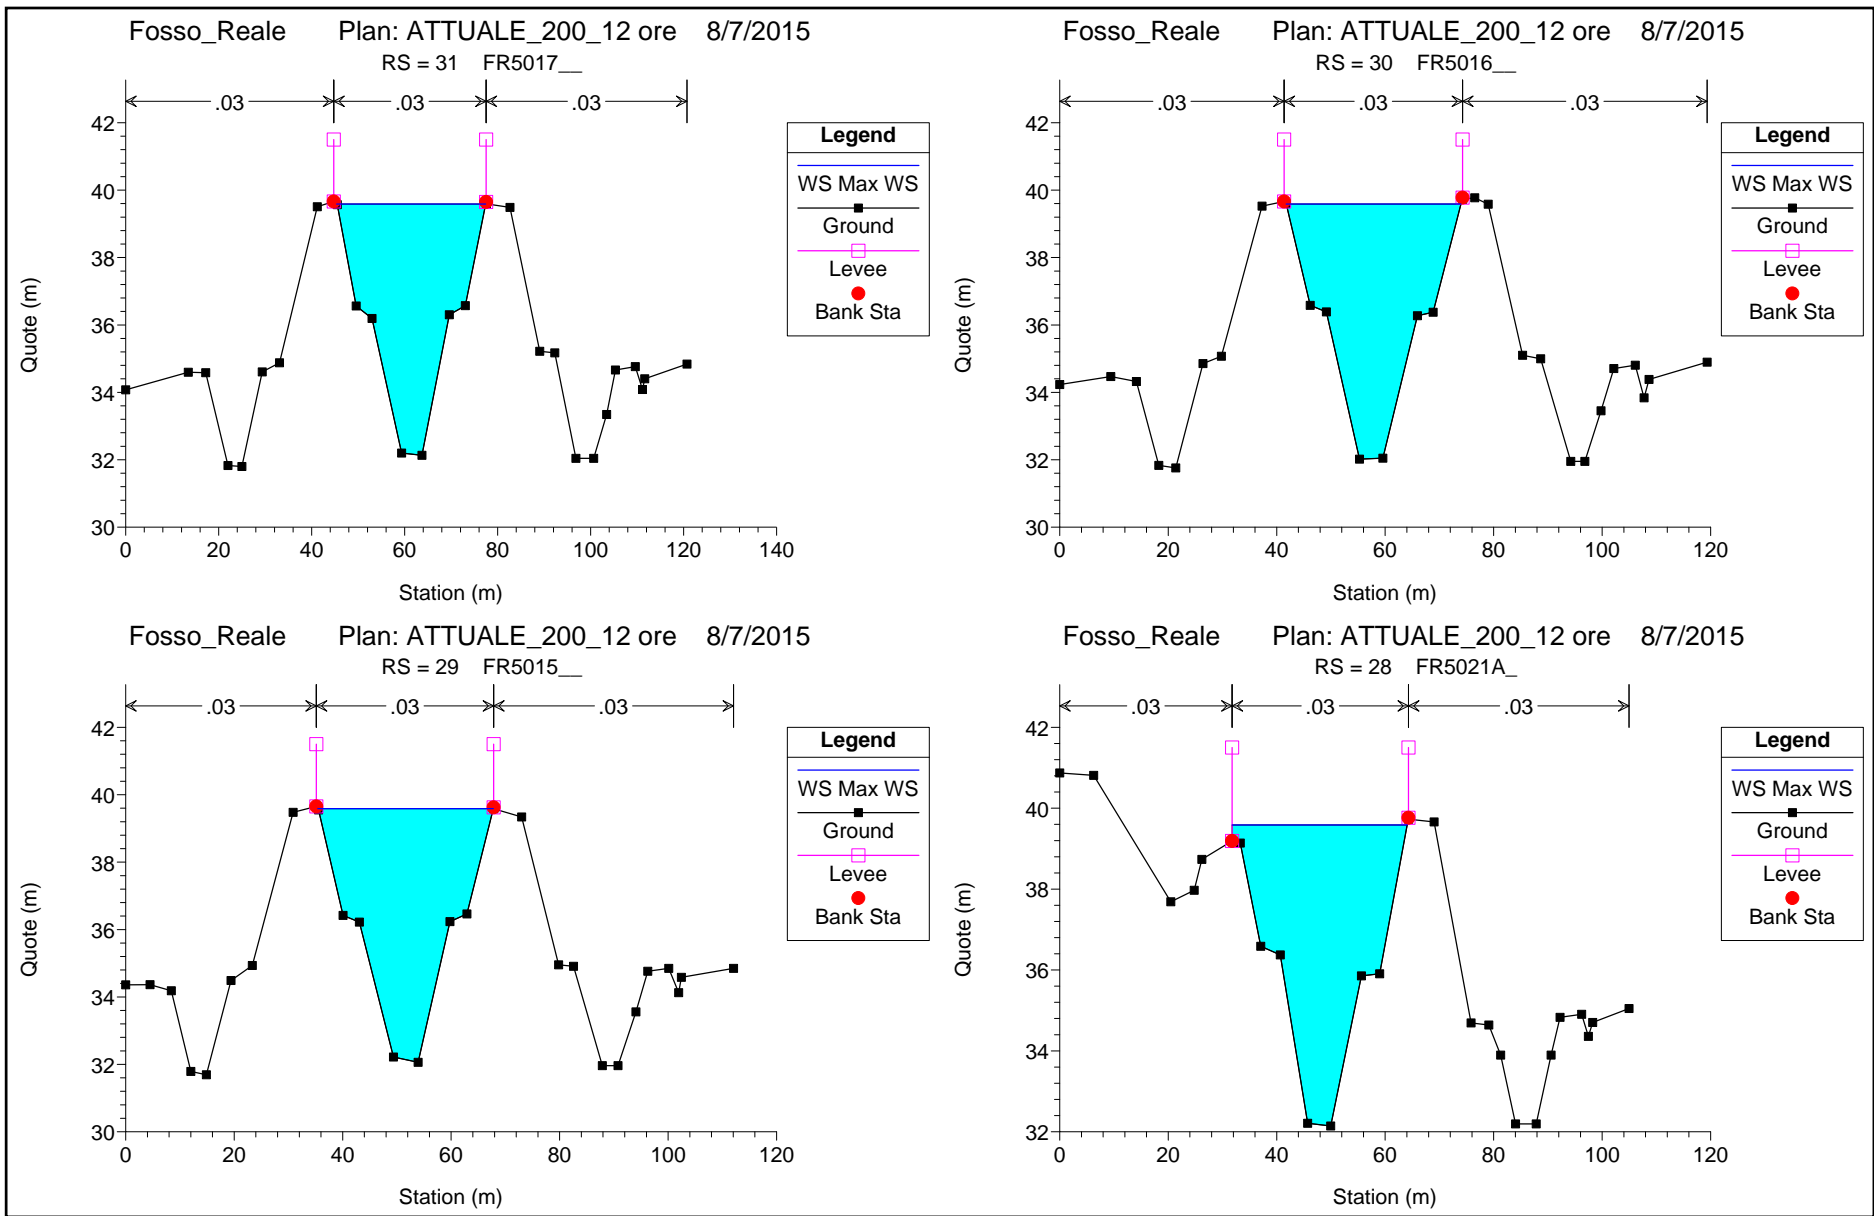 Fosso_Reale Plan: ATTUALE_200_12 ore 8/7/2015
RS = 31 FR5017__
.03 .03 .03
42
40
38
36
34
32
30
Quote (m)
0 20 40 60 80 100 120 140
Station (m)
Legend
WS Max WS
Ground
Levee
Bank Sta
Fosso_Reale Plan: ATTUALE_200_12 ore 8/7/2015
RS = 30 FR5016__
.03 .03 .03
42
40
38
36
34
32
30
Quote (m)
0 20 40 60 80 100 120
Station (m)
Legend
WS Max WS
Ground
Levee
Bank Sta
Fosso_Reale Plan: ATTUALE_200_12 ore 8/7/2015
RS = 29 FR5015__
.03 .03 .03
42
40
38
36
34
32
30
Quote (m)
0 20 40 60 80 100 120
Station (m)
Legend
WS Max WS
Ground
Levee
Bank Sta
Fosso_Reale Plan: ATTUALE_200_12 ore 8/7/2015
RS = 28 FR5021A_
.03 .03 .03
42
40
38
36
34
32
Quote (m)
0 20 40 60 80 100 120
Station (m)
Legend
WS Max WS
Ground
Levee
Bank Sta